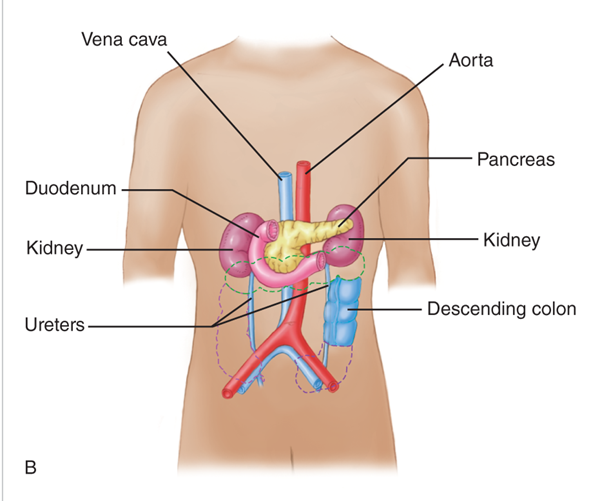 Vena cava
Aorta
Pancreas
Duodenum
Kidney
Kidney
Descending colon
Ureters
B